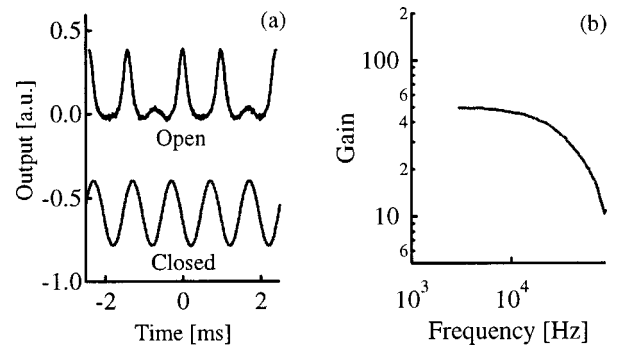 (a)
0.5
0.0
-0.5
-1.0
Output [a.u.]
Open
Closed
-2
0
2
Time [ms]
(b)
2
100
6
4
2
10
6
Gain
10³
10⁴
Frequency [Hz]